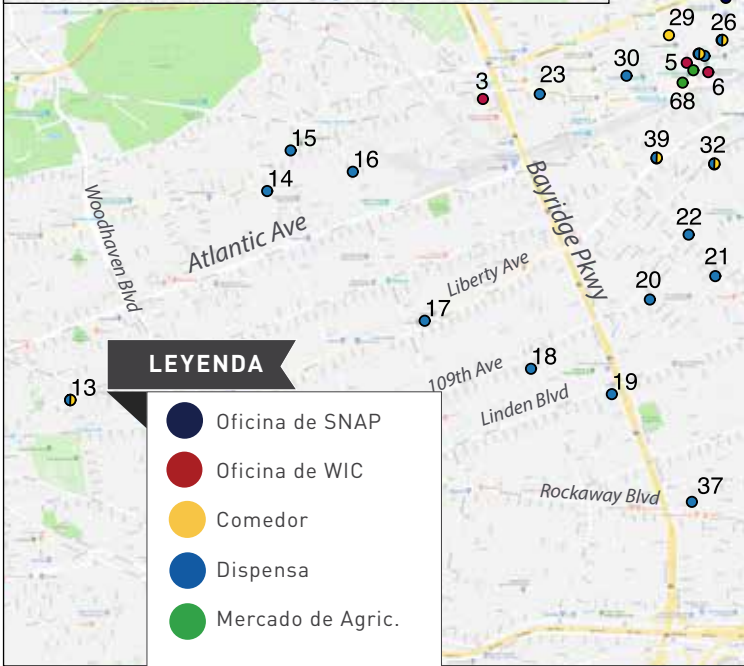 29
26
5
6
30
68
3
23
39
32
15
16
14
Woodhaven Blvd
Atlantic Ave
Bayridge Pkwy
22
21
20
Liberty Ave
17
LEYENDA
109th Ave
18
Linden Blvd
19
13
Oficina de SNAP
Oficina de WIC
Comedor
Dispensa
Mercado de Agric.
Rockaway Blvd
37